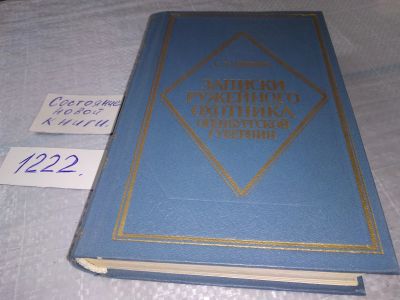 Состояние
новой
книги.
1222.
ЗАПИСКИ
РУЖЕЙНОГО
ОХОТНИКА
ОРЕНБУРГСКОЙ
ГУБЕРНИИ